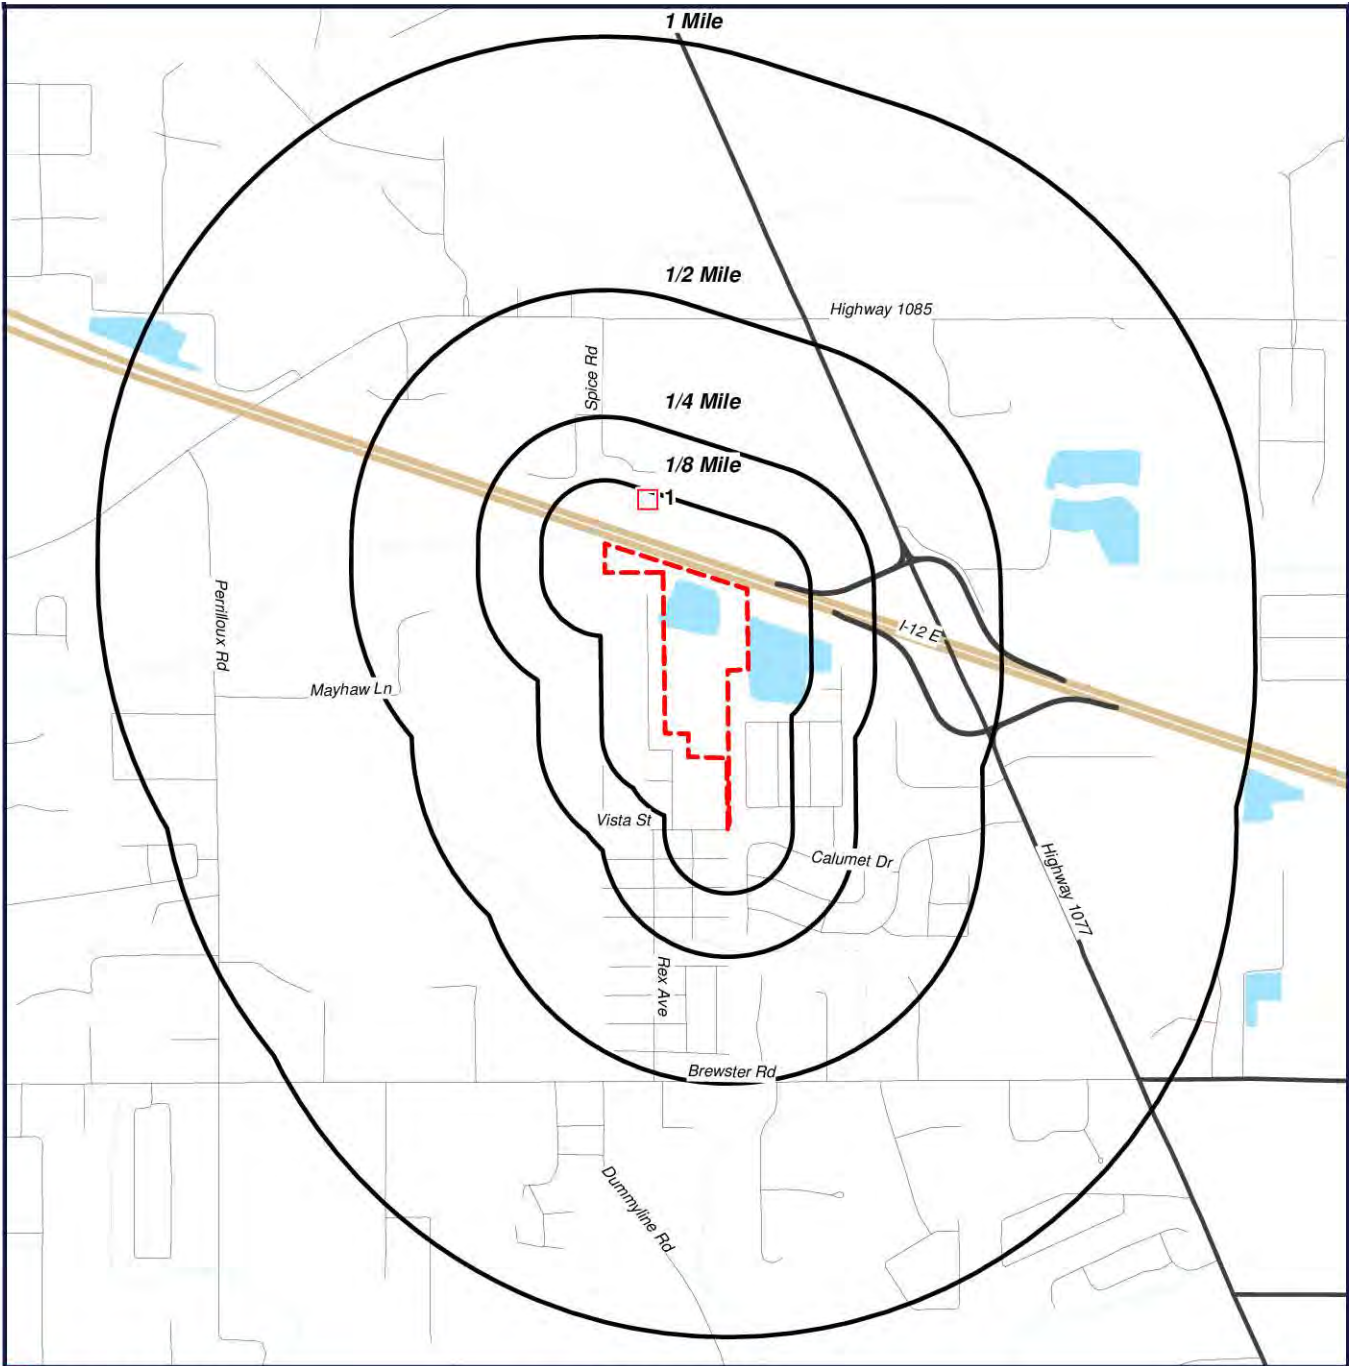 1 Mile
1/2 Mile
Highway 1085
Spice Rd
1/4 Mile
1/8 Mile
1
Perrilloux Rd
I-12 E
Mayhaw Ln
Vista St
Calumet Dr
Highway 1077
Rex Ave
Brewster Rd
Dummyline Rd